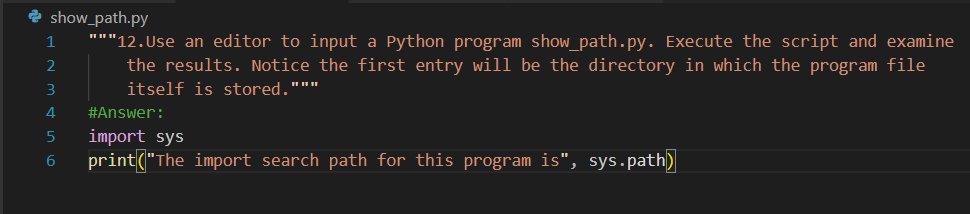 show_path.py
1 """12.Use an editor to input a Python program show_path.py. Execute the script and examine
2 the results. Notice the first entry will be the directory in which the program file
3 itself is stored."""
4 #Answer:
5 import sys
6 print("The import search path for this program is", sys.path)